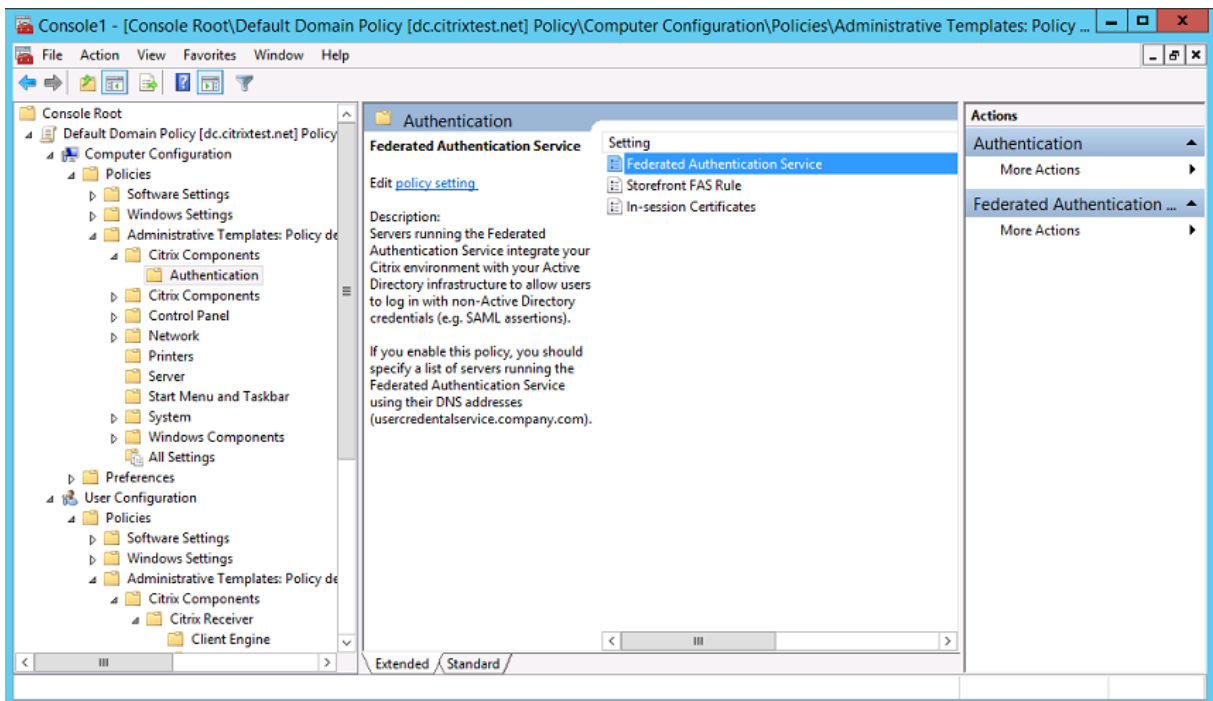 Console1 - [Console Root\Default Domain Policy [dc.citrixtest.net] Policy\Computer Configuration\Policies\Administrative Templates: Policy ...
File Action View Favorites Window Help
Console Root
Default Domain Policy [dc.citrixtest.net] Policy
Computer Configuration
Policies
Software Settings
Windows Settings
Administrative Templates: Policy de
Citrix Components
Authentication
Citrix Components
Control Panel
Network
Printers
Server
Start Menu and Taskbar
System
Windows Components
All Settings
Preferences
User Configuration
Policies
Software Settings
Windows Settings
Administrative Templates: Policy de
Citrix Components
Citrix Receiver
Client Engine
Authentication
Federated Authentication Service
Edit policy setting
Description:
Servers running the Federated
Authentication Service integrate your
Citrix environment with your Active
Directory infrastructure to allow users
to log in with non-Active Directory
credentials (e.g. SAML assertions).
If you enable this policy, you should
specify a list of servers running the
Federated Authentication Service
using their DNS addresses
(usercredentalservice.company.com).
Setting
Federated Authentication Service
Storefront FAS Rule
In-session Certificates
Extended Standard
Actions
Authentication
More Actions
Federated Authentication ...
More Actions